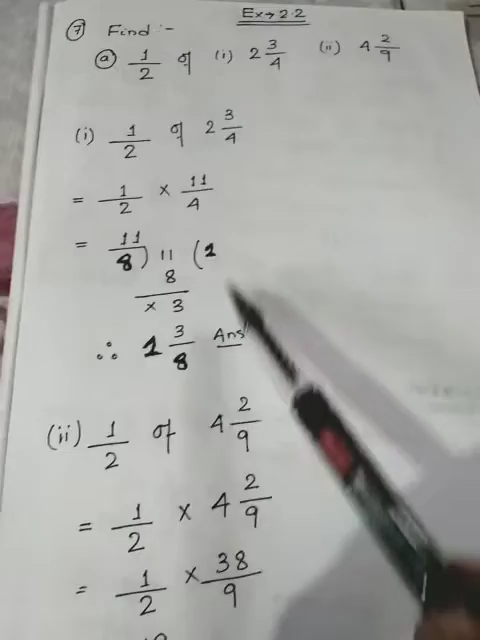 Ex → 2.2
⑦ Find :-
ⓐ 1/2 of (i) 2 3/4 (ii) 4 2/9
(i) 1/2 of 2 3/4
= 1/2 × 11/4
= 11/8 ) 11 ( 1
8
× 3
∴ 1 3/8 Ans
(ii) 1/2 of 4 2/9
= 1/2 × 4 2/9
= 1/2 × 38/9